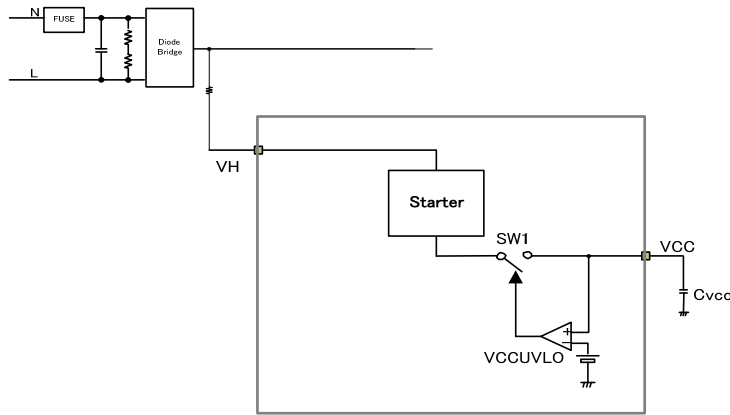 N
FUSE
L
Diode
Bridge
VH
Starter
SW1
VCC
Cvcc
+
−
VCCUVLO